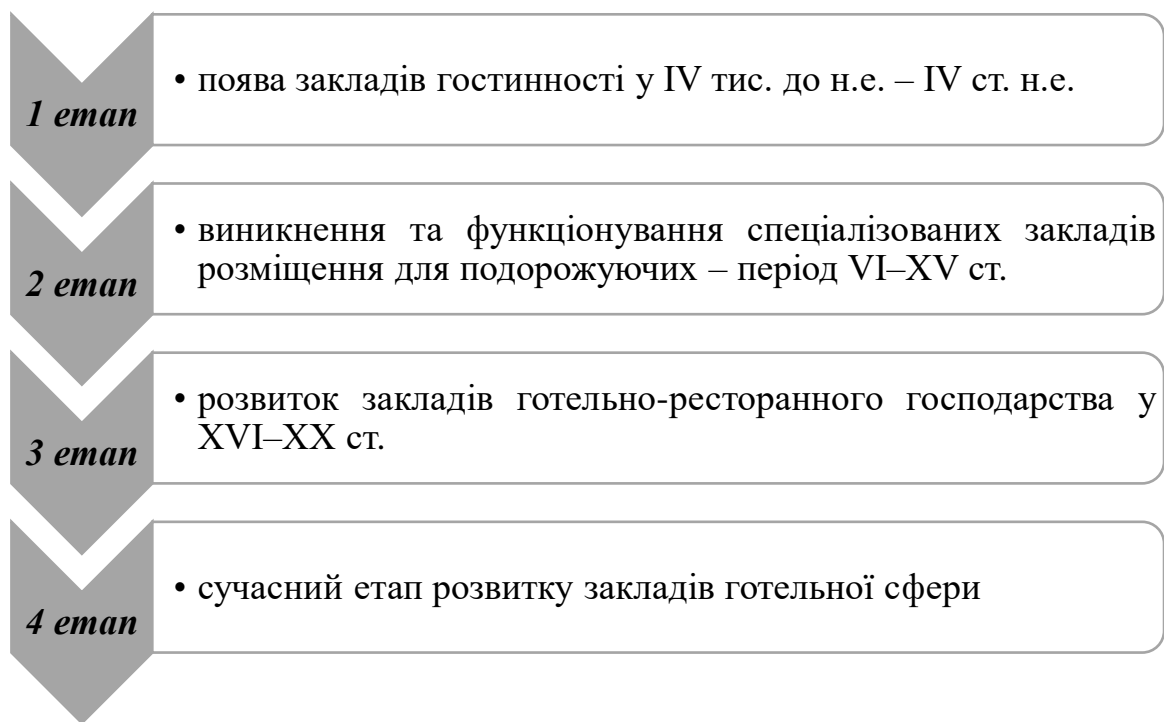 1 етап
• поява закладів гостинності у IV тис. до н.е. – IV ст. н.е.
2 етап
• виникнення та функціонування спеціалізованих закладів
розміщення для подорожуючих – період VI–XV ст.
3 етап
• розвиток закладів готельно-ресторанного господарства у
XVI–XX ст.
4 етап
• сучасний етап розвитку закладів готельної сфери